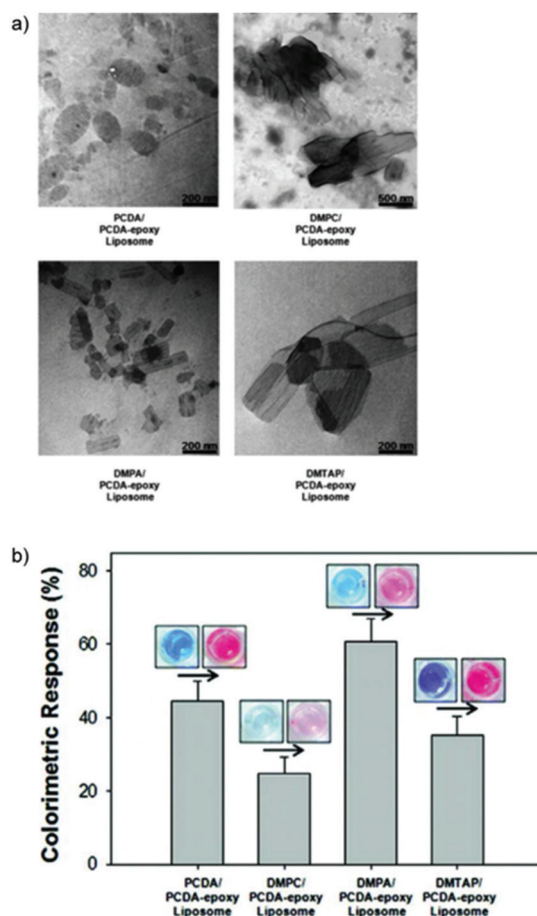 a)
200 nm
500 nm
PCDA/
PCDA-epoxy
Liposome
DMPC/
PCDA-epoxy
Liposome
200 nm
200 nm
DMPA/
PCDA-epoxy
Liposome
DMTAP/
PCDA-epoxy
Liposome
b)
Colorimetric Response (%)
80
60
40
20
0
PCDA/
PCDA-epoxy
Liposome
DMPC/
PCDA-epoxy
Liposome
DMPA/
PCDA-epoxy
Liposome
DMTAP/
PCDA-epoxy
Liposome